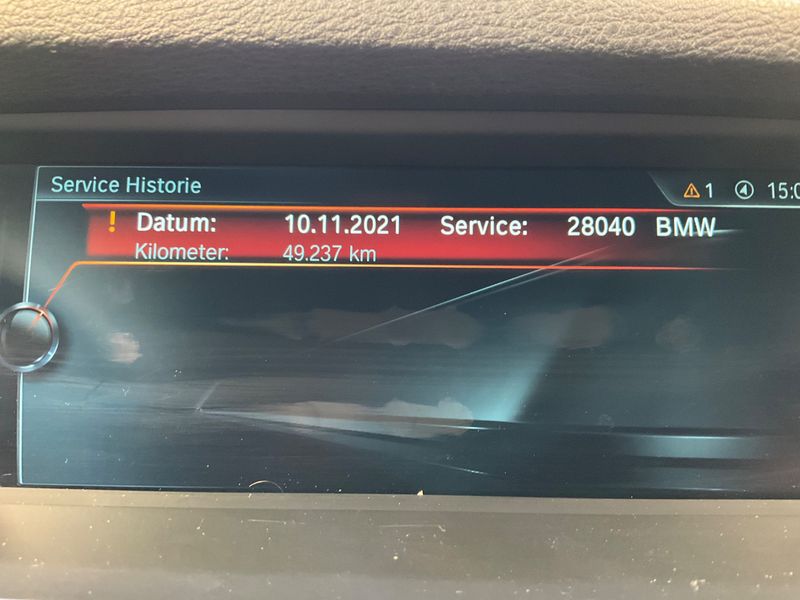 Service Historie
1 15:0
! Datum: 10.11.2021 Service: 28040 BMW
Kilometer: 49.237 km